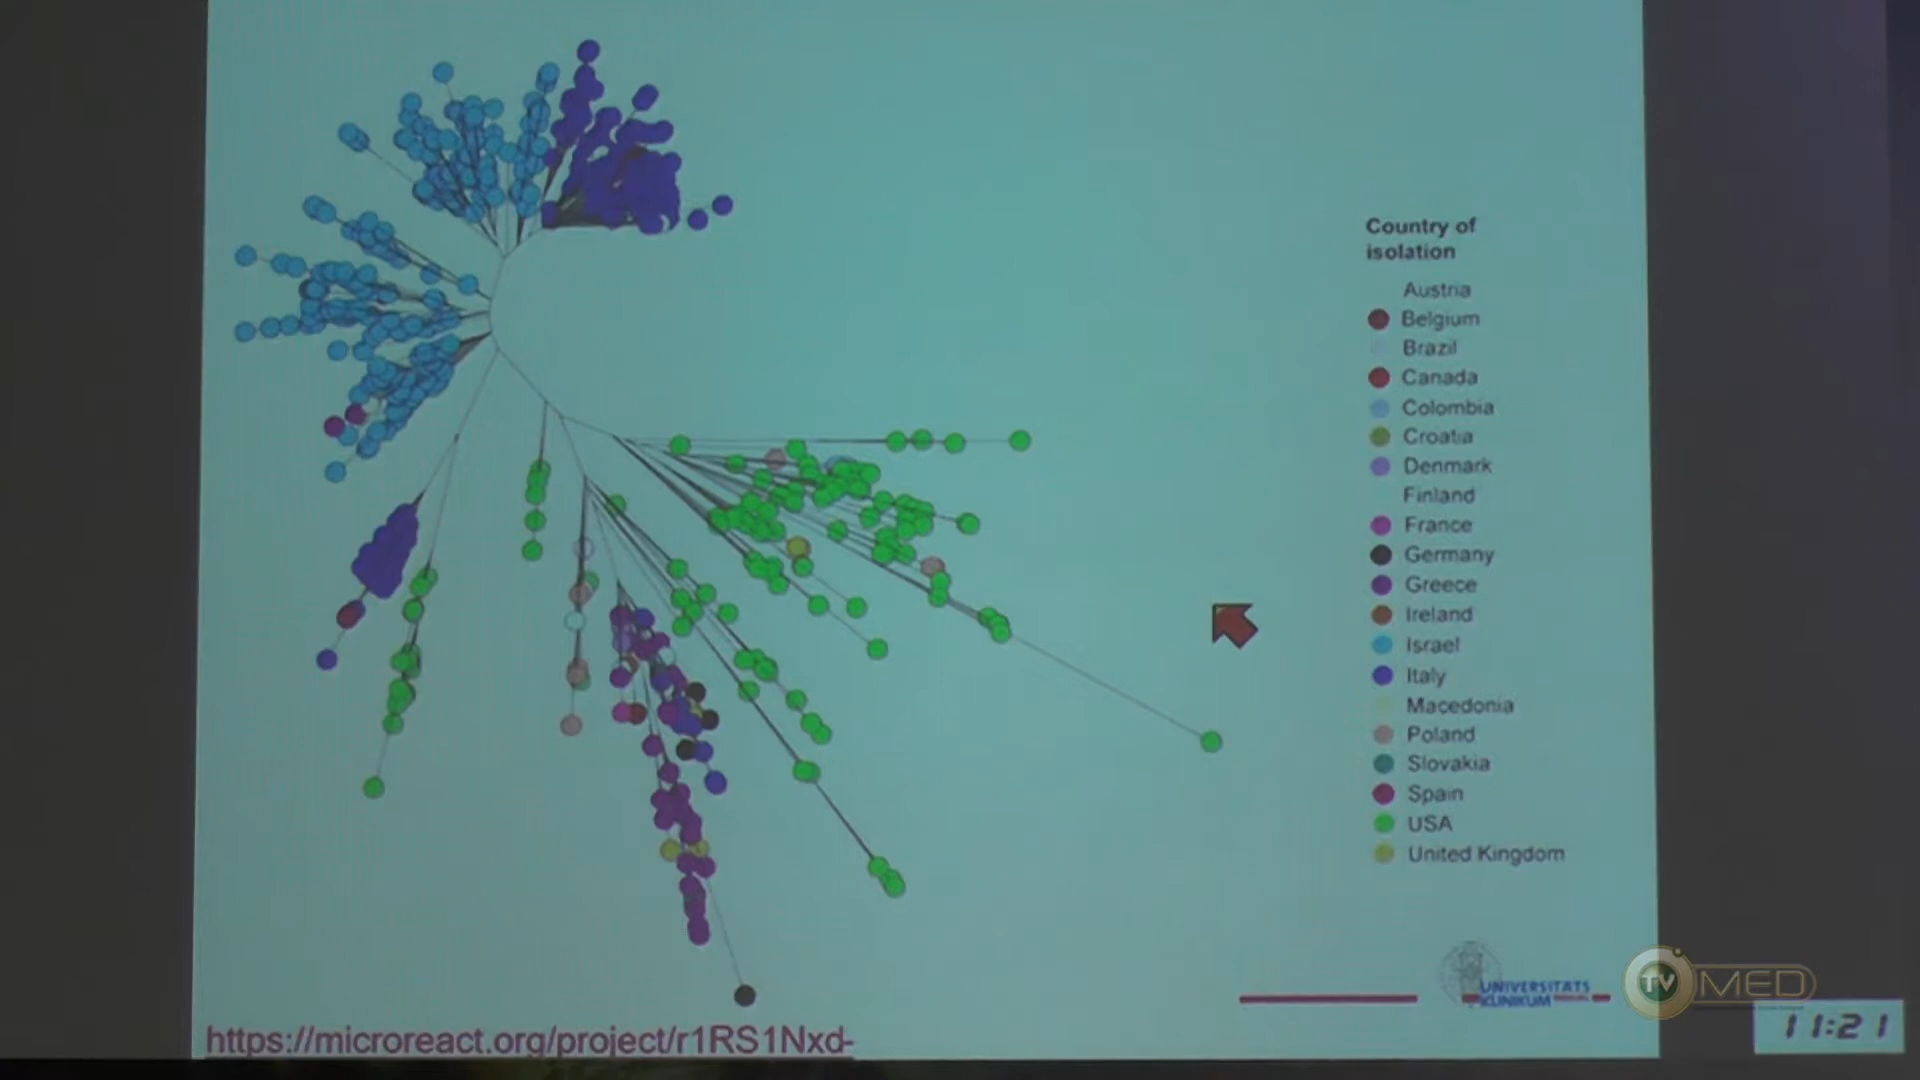 Country of
isolation
Austria
Belgium
Brazil
Canada
Colombia
Croatia
Denmark
Finland
France
Germany
Greece
Ireland
Israel
Italy
Macedonia
Poland
Slovakia
Spain
USA
United Kingdom
UNIVERSITÄTS
KLINIKUM
TV MED
https://microreact.org/project/r1RS1Nxd-
11:21